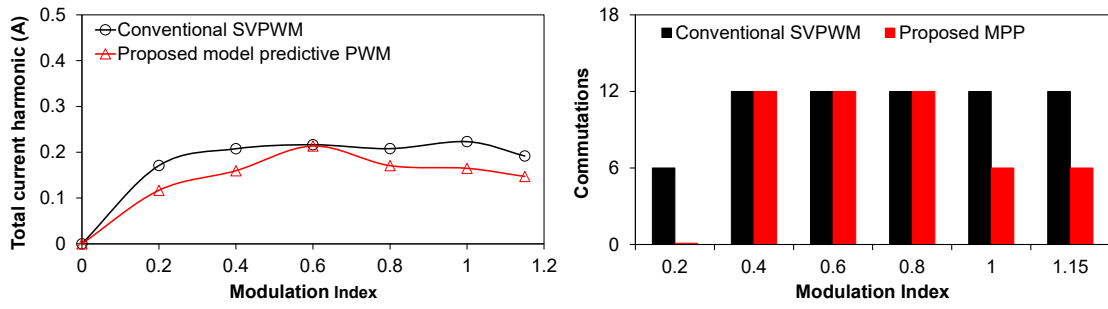 0.5
0.4
0.3
0.2
0.1
0
Total current harmonic (A)
Conventional SVPWM
Proposed model predictive PWM
0 0.2 0.4 0.6 0.8 1 1.2
Modulation Index
18
12
6
0
Commutations
Conventional SVPWM Proposed MPP
0.2 0.4 0.6 0.8 1 1.15
Modulation Index